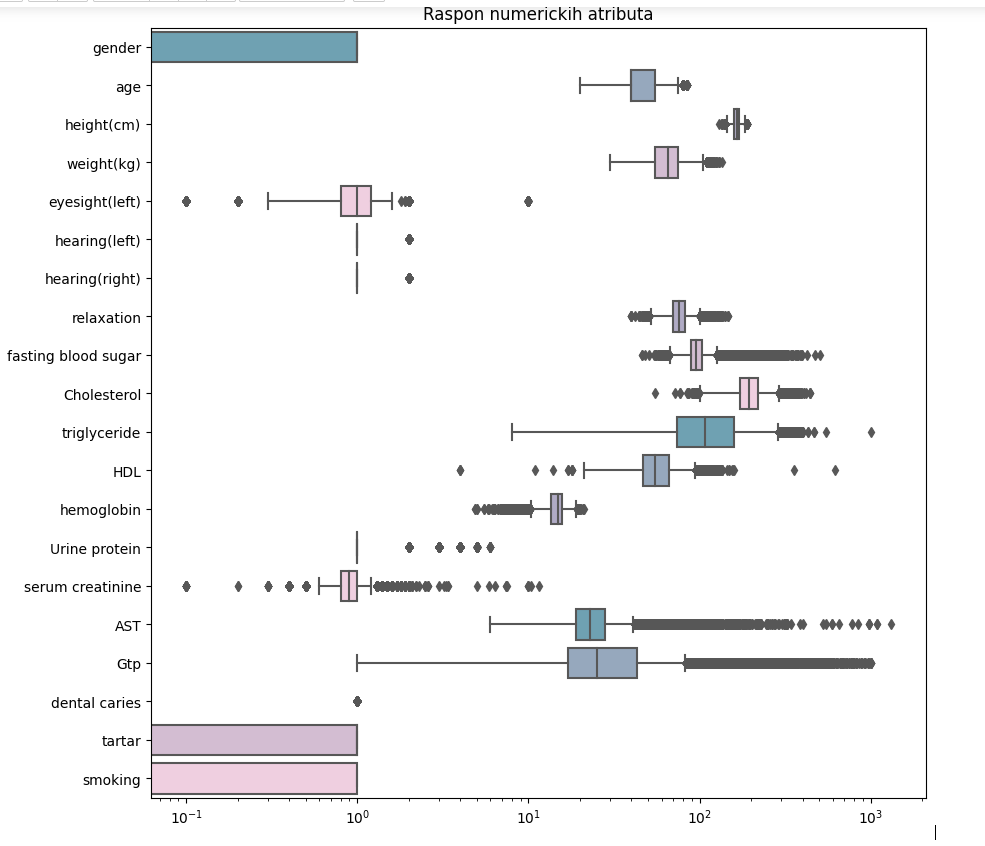 Raspon numerickih atributa
gender
age
height(cm)
weight(kg)
eyesight(left)
hearing(left)
hearing(right)
relaxation
fasting blood sugar
Cholesterol
triglyceride
HDL
hemoglobin
Urine protein
serum creatinine
AST
Gtp
dental caries
tartar
smoking
10⁻¹ 10⁰ 10¹ 10² 10³